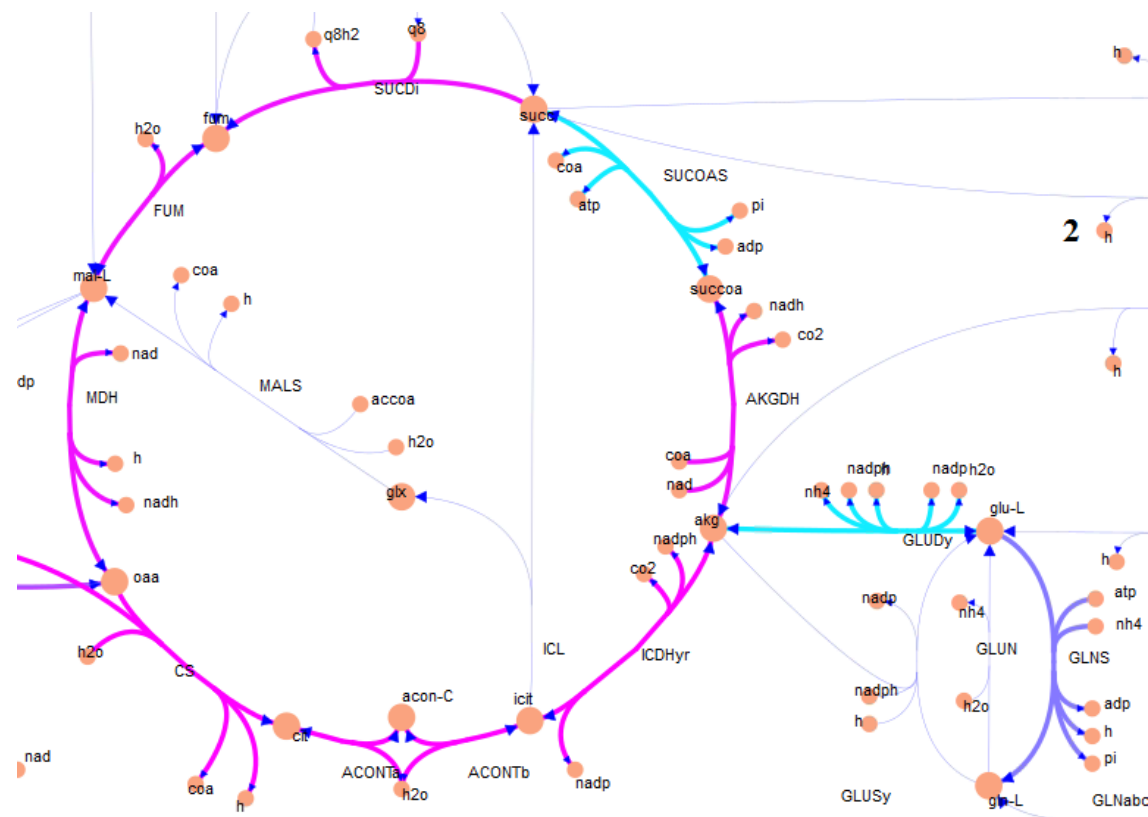 q8h2
q8
h
SUCDi
fum
succ
h2o
coa
SUCOAS
atp
pi
FUM
2
h
adp
mal-L
coa
succoa
h
nadh
co2
nad
h
dp
MALS
MDH
accoa
AKGDH
h2o
coa
h
nadh
nad
glx
nadph
h
nadp
h2o
nh4
glu-L
akg
GLUDy
nadph
h
co2
oaa
nadp
nh4
atp
nh4
h2o
ICL
ICDHyr
GLUN
GLNS
CS
acon-C
icit
nadph
h2o
adp
h
h
cit
pi
nad
ACONTa
ACONTb
coa
h
h2o
nadp
GLUSy
gln-L
GLNabc